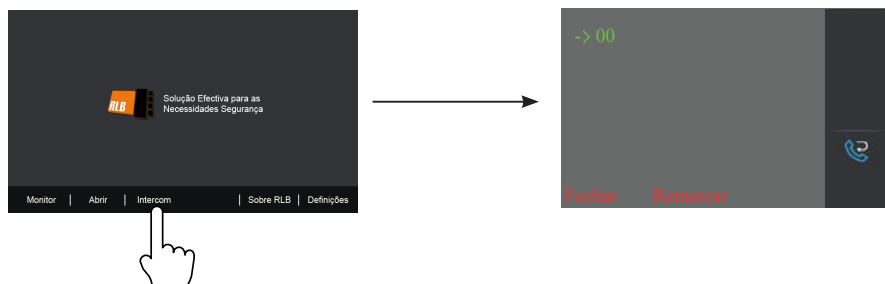 -> 00
RLB
Solução Efectiva para as
Necessidades Segurança
Fechar Remarcar
Monitor | Abrir | Intercom | Sobre RLB | Definições